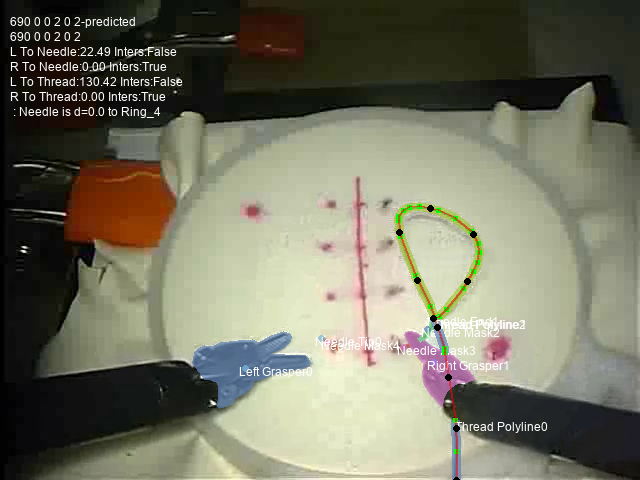 690 0 0 2 0 2-predicted
690 0 0 2 0 2
L To Needle:22.49 Inters:False
R To Needle:0.00 Inters:True
L To Thread:130.42 Inters:False
R To Thread:0.00 Inters:True
: Needle is d=0.0 to Ring_4
Thread Polyline2
Needle Mask2
Needle Mask4
Needle Mask3
Right Grasper1
Left Grasper0
Thread Polyline0